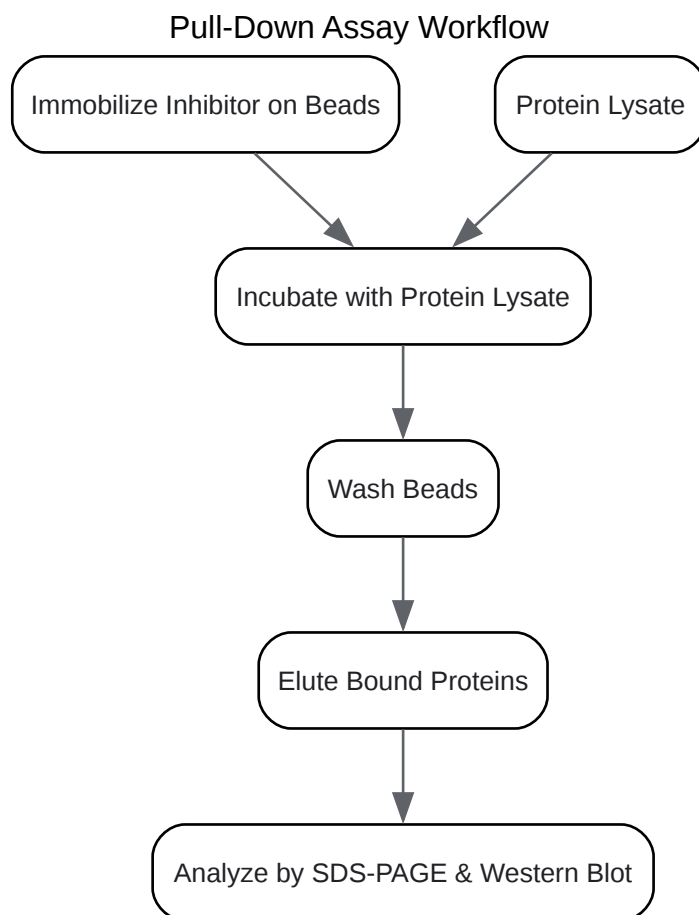 Pull-Down Assay Workflow
Immobilize Inhibitor on Beads
Protein Lysate
Incubate with Protein Lysate
Wash Beads
Elute Bound Proteins
Analyze by SDS-PAGE & Western Blot